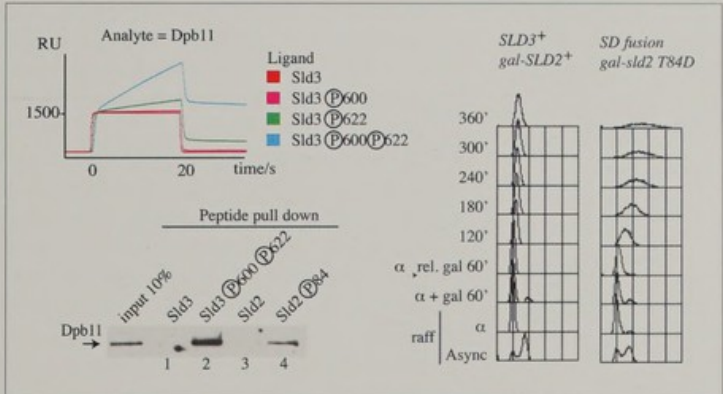 RU
Analyte = Dpb11
1500
0
20
time/s
Ligand
Sld3
Sld3 Ⓟ600
Sld3 Ⓟ622
Sld3 Ⓟ600Ⓟ622
Peptide pull down
input 10%
Sld3
Sld3 Ⓟ600 Ⓟ622
Sld2
Sld2 Ⓟ84
Dpb11
1 2 3 4
SLD3+
gal-SLD2+
SD fusion
gal-sld2 T84D
360'
300'
240'
180'
120'
α rel. gal 60'
α + gal 60'
raff
α
Async